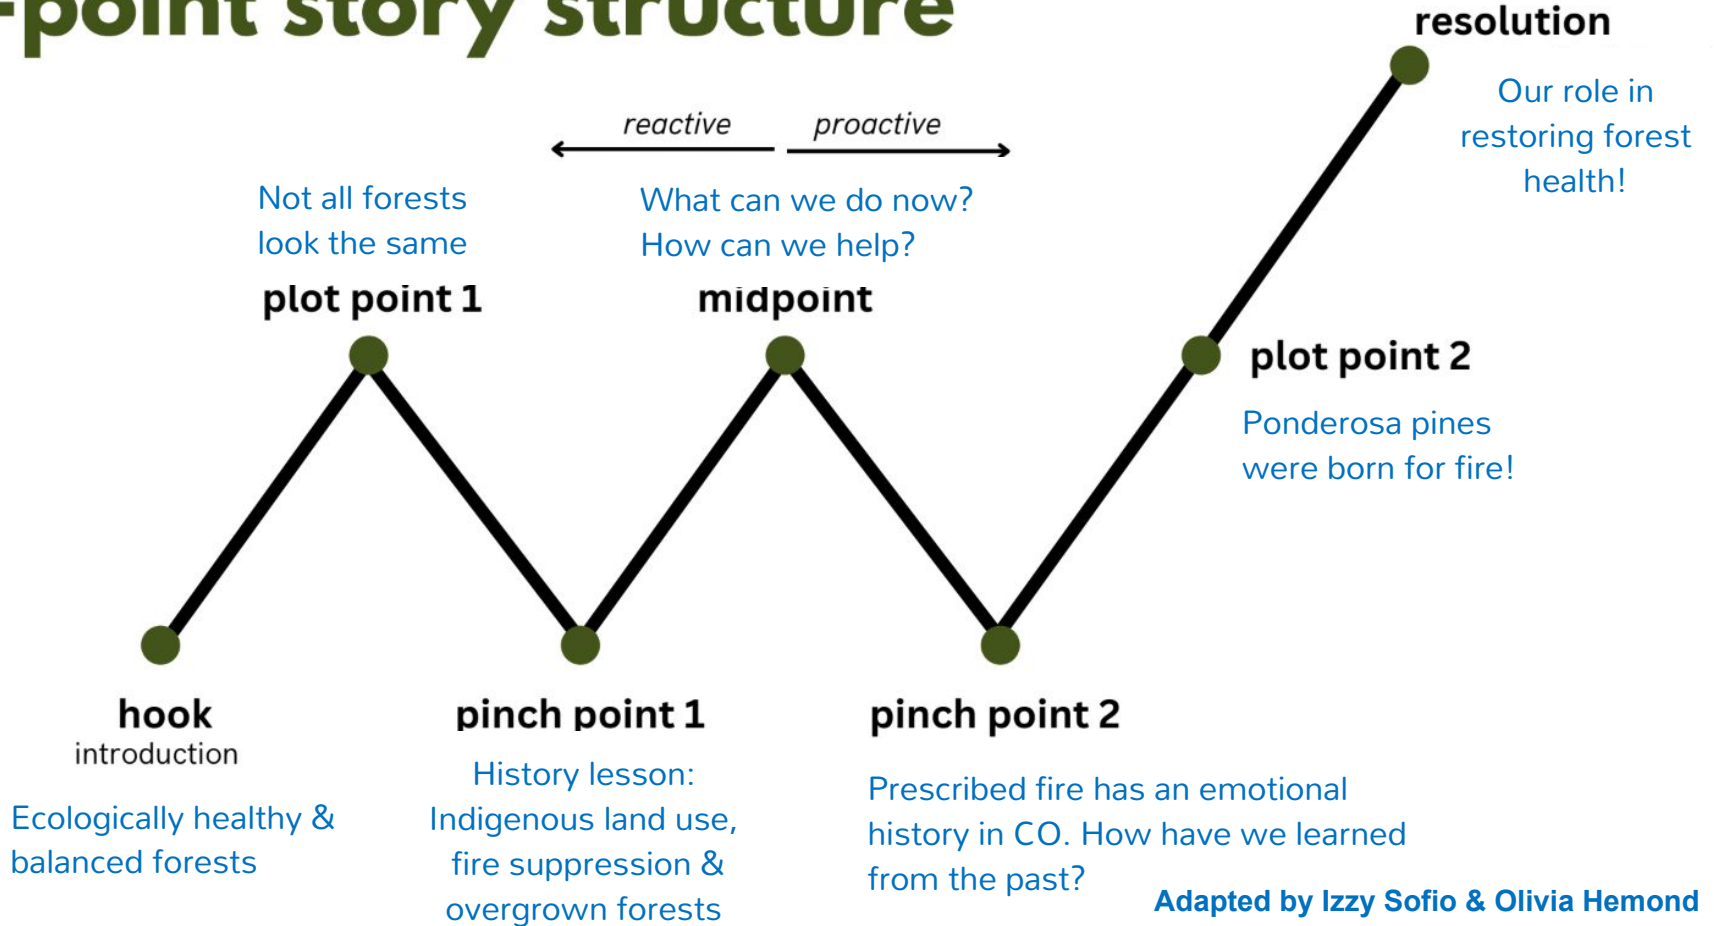 -point story structure
resolution
Our role in
restoring forest
health!
reactive
proactive
Not all forests
look the same
What can we do now?
How can we help?
plot point 1
midpoint
plot point 2
Ponderosa pines
were born for fire!
hook
introduction
Ecologically healthy &
balanced forests
pinch point 1
History lesson:
Indigenous land use,
fire suppression &
overgrown forests
pinch point 2
Prescribed fire has an emotional
history in CO. How have we learned
from the past?
Adapted by Izzy Sofio & Olivia Hemond